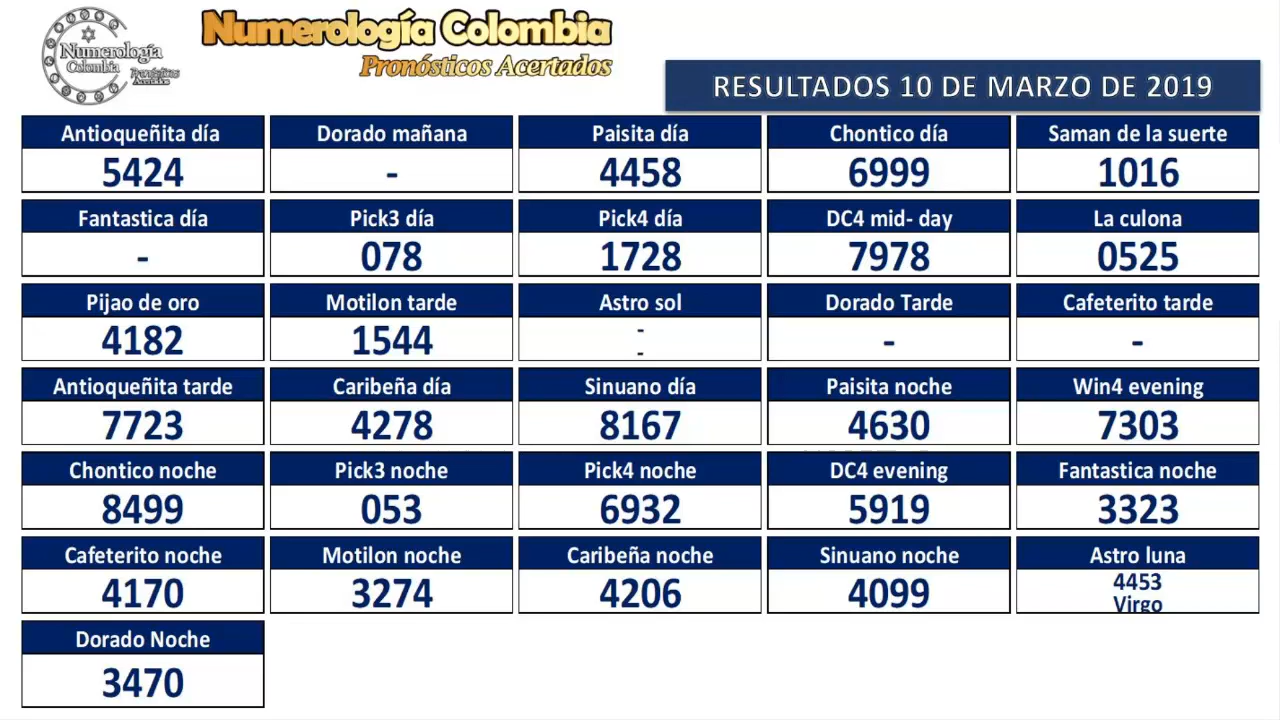 Numerología
Colombia
Pronósticos
Acertados
Numerología Colombia
Pronósticos Acertados
RESULTADOS 10 DE MARZO DE 2019
Antioqueñita día Dorado mañana Paisita día Chontico día Saman de la suerte
5424 - 4458 6999 1016
Fantastica día Pick3 día Pick4 día DC4 mid- day La culona
- 078 1728 7978 0525
Pijao de oro Motilon tarde Astro sol Dorado Tarde Cafeterito tarde
4182 1544 - - -
-
Antioqueñita tarde Caribeña día Sinuano día Paisita noche Win4 evening
7723 4278 8167 4630 7303
Chontico noche Pick3 noche Pick4 noche DC4 evening Fantastica noche
8499 053 6932 5919 3323
Cafeterito noche Motilon noche Caribeña noche Sinuano noche Astro luna
4170 3274 4206 4099 4453
Virgo
Dorado Noche
3470